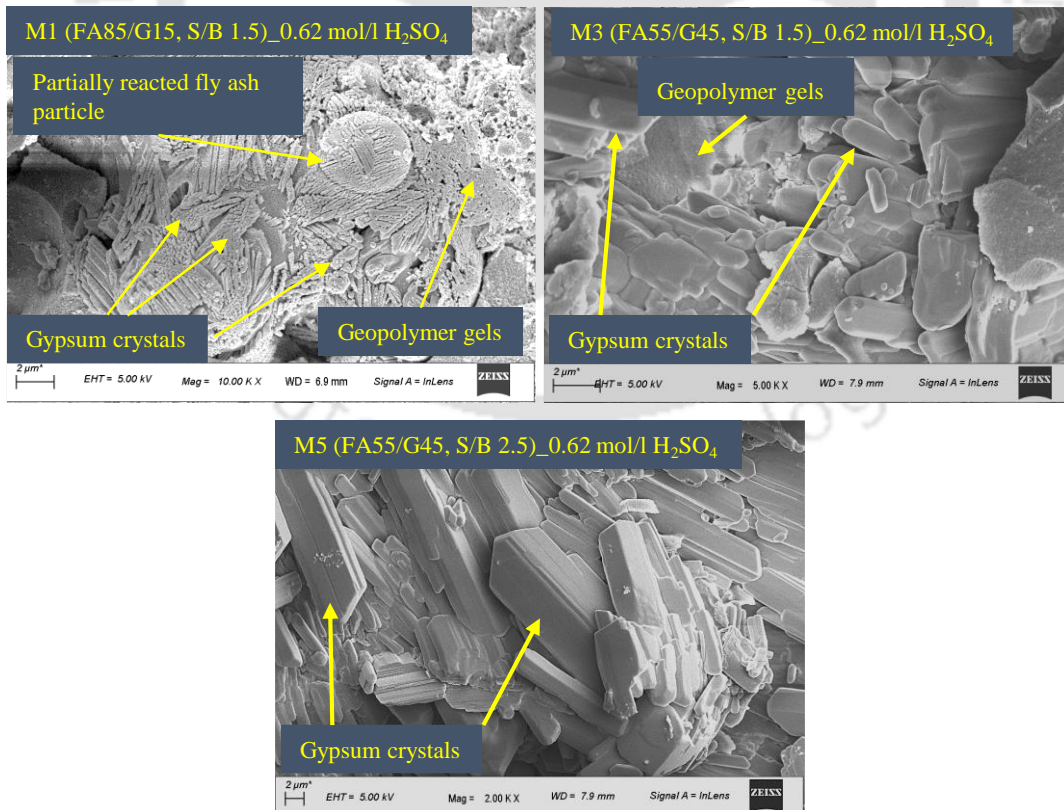 M1 (FA85/G15, S/B 1.5)_0.62 mol/l H₂SO₄
Partially reacted fly ash
particle
Gypsum crystals
Geopolymer gels
2 µm*
EHT = 5.00 kV
Mag = 10.00 K X
WD = 6.9 mm
Signal A = InLens
ZEISS
M3 (FA55/G45, S/B 1.5)_0.62 mol/l H₂SO₄
Geopolymer gels
Gypsum crystals
2 µm*
EHT = 5.00 kV
Mag = 5.00 K X
WD = 7.9 mm
Signal A = InLens
ZEISS
M5 (FA55/G45, S/B 2.5)_0.62 mol/l H₂SO₄
Gypsum crystals
2 µm*
EHT = 5.00 kV
Mag = 2.00 K X
WD = 7.9 mm
Signal A = InLens
ZEISS